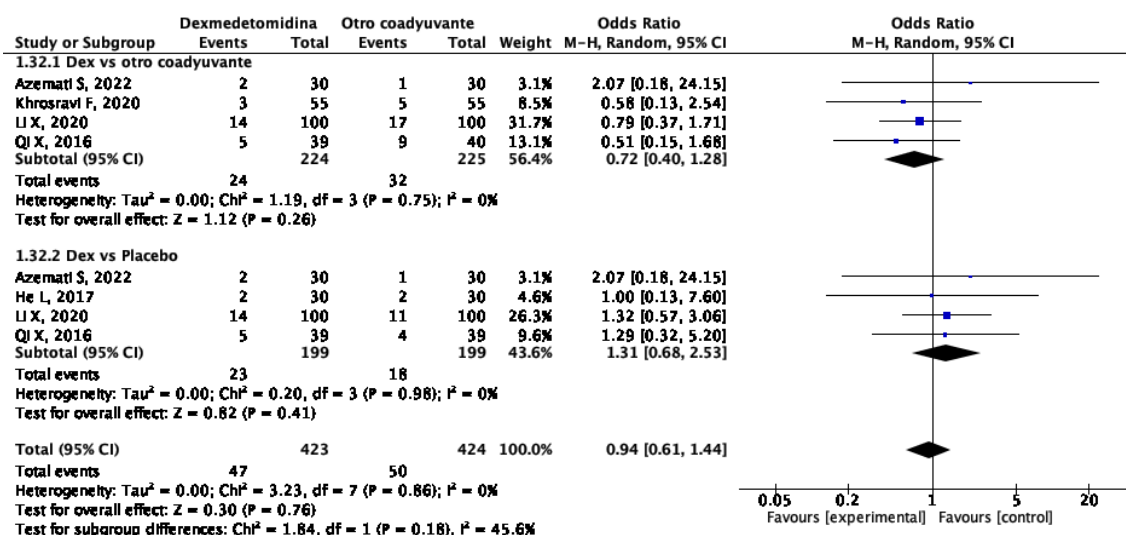 Dexmedetomidina Otro coadyuvante Odds Ratio Odds Ratio
Study or Subgroup Events Total Events Total Weight M-H, Random, 95% CI M-H, Random, 95% CI
1.32.1 Dex vs otro coadyuvante
Azemati S, 2022 2 30 1 30 3.1% 2.07 [0.18, 24.15]
Khrosravi F, 2020 3 55 5 55 8.5% 0.58 [0.13, 2.54]
LI X, 2020 14 100 17 100 31.7% 0.79 [0.37, 1.71]
QI X, 2016 5 39 9 40 13.1% 0.51 [0.15, 1.68]
Subtotal (95% CI) 224 225 56.4% 0.72 [0.40, 1.28]
Total events 24 32
Heterogeneity: Tau² = 0.00; Chi² = 1.19, df = 3 (P = 0.75); I² = 0%
Test for overall effect: Z = 1.12 (P = 0.26)
1.32.2 Dex vs Placebo
Azemati S, 2022 2 30 1 30 3.1% 2.07 [0.18, 24.15]
He L, 2017 2 30 2 30 4.6% 1.00 [0.13, 7.60]
LI X, 2020 14 100 11 100 26.3% 1.32 [0.57, 3.06]
QI X, 2016 5 39 4 39 9.6% 1.29 [0.32, 5.20]
Subtotal (95% CI) 199 199 43.6% 1.31 [0.68, 2.53]
Total events 23 18
Heterogeneity: Tau² = 0.00; Chi² = 0.20, df = 3 (P = 0.98); I² = 0%
Test for overall effect: Z = 0.82 (P = 0.41)
Total (95% CI) 423 424 100.0% 0.94 [0.61, 1.44]
Total events 47 50
Heterogeneity: Tau² = 0.00; Chi² = 3.23, df = 7 (P = 0.86); I² = 0%
Test for overall effect: Z = 0.30 (P = 0.76)
Test for subgroup differences: Chi² = 1.84, df = 1 (P = 0.18), I² = 45.6%
0.05 0.2 1 5 20
Favours [experimental] Favours [control]